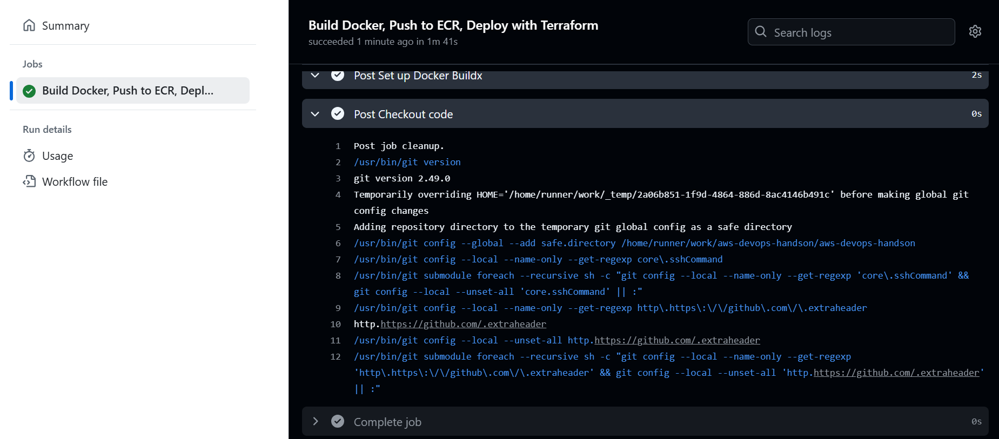 Summary
Jobs
Build Docker, Push to ECR, Depl...
Run details
Usage
Workflow file
Build Docker, Push to ECR, Deploy with Terraform
succeeded 1 minute ago in 1m 41s
Search logs
Post Set up Docker Buildx 2s
Post Checkout code 0s
1 Post job cleanup.
2 /usr/bin/git version
3 git version 2.49.0
4 Temporarily overriding HOME='/home/runner/work/_temp/2a06b851-1f9d-4864-886d-8ac4146b491c' before making global git
config changes
5 Adding repository directory to the temporary git global config as a safe directory
6 /usr/bin/git config --global --add safe.directory /home/runner/work/aws-devops-handson/aws-devops-handson
7 /usr/bin/git config --local --name-only --get-regexp core\.sshCommand
8 /usr/bin/git submodule foreach --recursive sh -c "git config --local --name-only --get-regexp 'core\.sshCommand' &&
git config --local --unset-all 'core.sshCommand' || :"
9 /usr/bin/git config --local --name-only --get-regexp http\.https\:\/\/github\.com\/\.extraheader
10 http.https://github.com/.extraheader
11 /usr/bin/git config --local --unset-all http.https://github.com/.extraheader
12 /usr/bin/git submodule foreach --recursive sh -c "git config --local --name-only --get-regexp
'http\.https\:\/\/github\.com\/\.extraheader' && git config --local --unset-all 'http.https://github.com/.extraheader'
|| :"
Complete job 0s